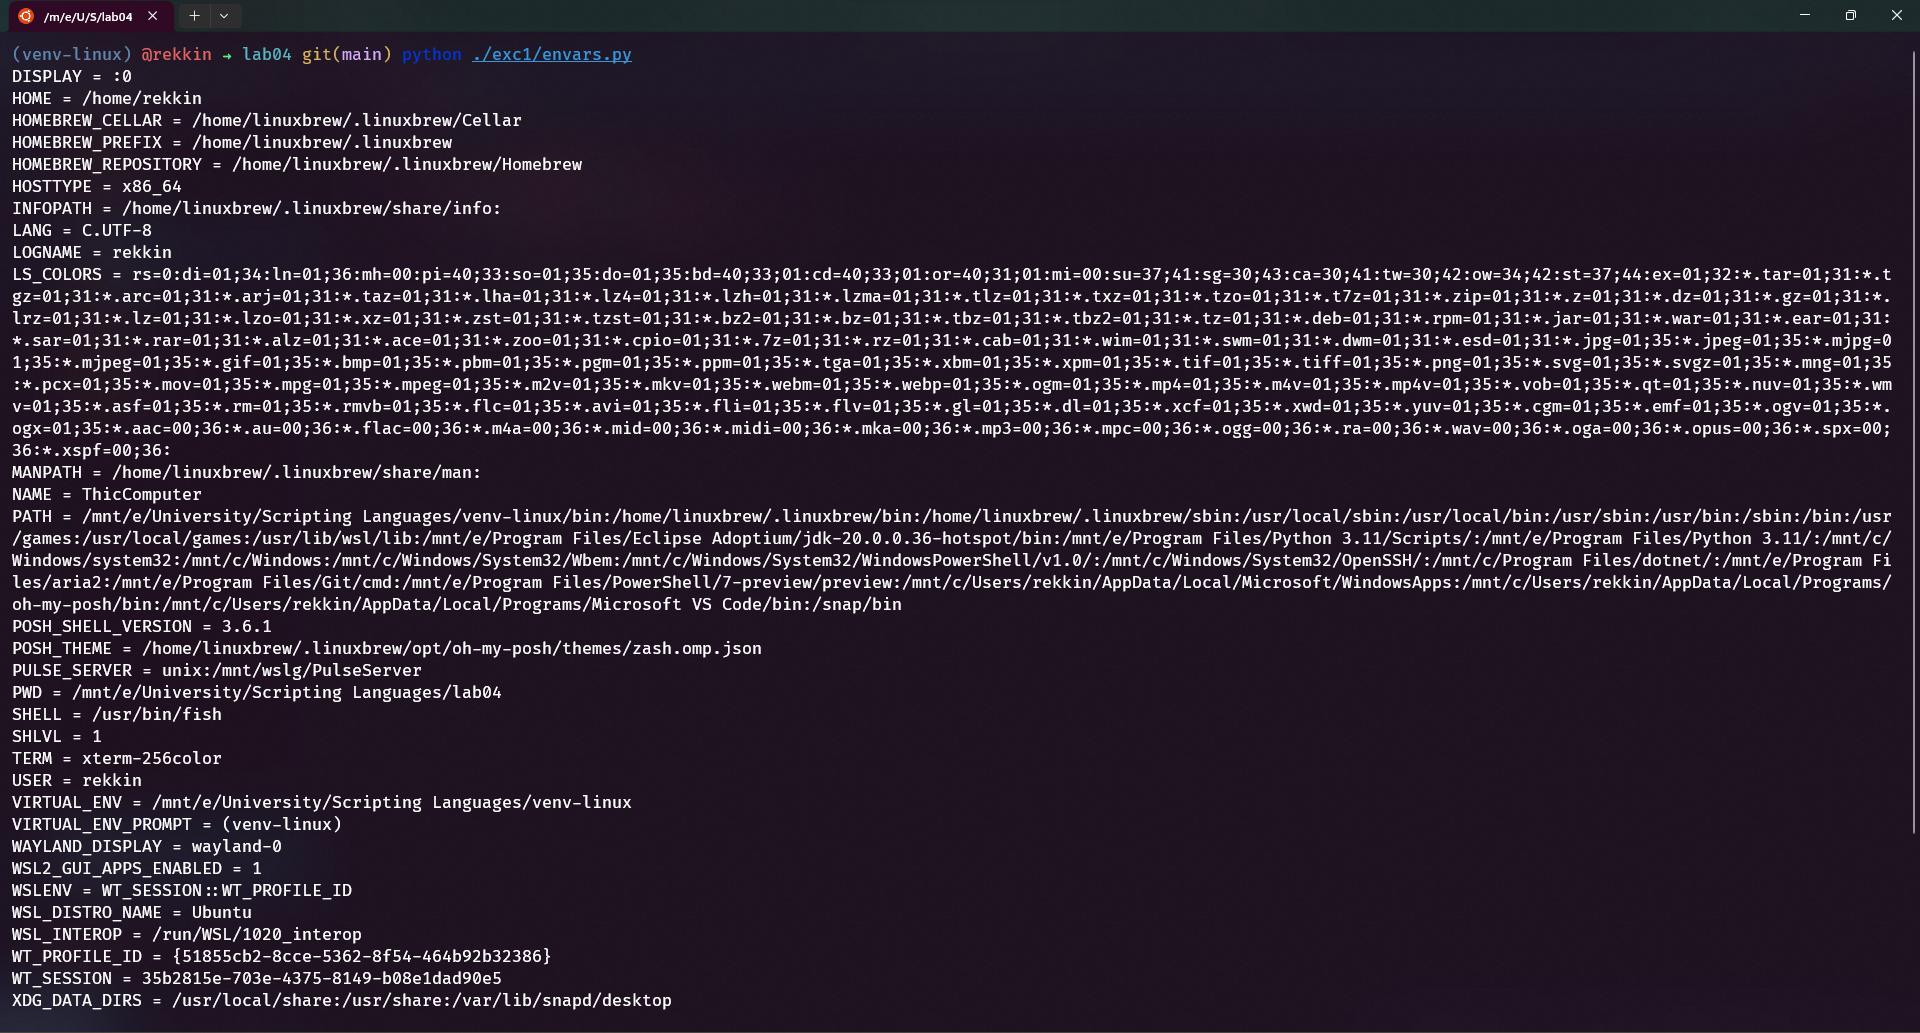 /m/e/U/S/lab04
(venv-linux) @rekkin → lab04 git(main) python ./exc1/envars.py
DISPLAY = :0
HOME = /home/rekkin
HOMEBREW_CELLAR = /home/linuxbrew/.linuxbrew/Cellar
HOMEBREW_PREFIX = /home/linuxbrew/.linuxbrew
HOMEBREW_REPOSITORY = /home/linuxbrew/.linuxbrew/Homebrew
HOSTTYPE = x86_64
INFOPATH = /home/linuxbrew/.linuxbrew/share/info:
LANG = C.UTF-8
LOGNAME = rekkin
LS_COLORS = rs=0:di=01;34:ln=01;36:mh=00:pi=40;33:so=01;35:do=01;35:bd=40;33;01:cd=40;33;01:or=40;31;01:mi=00:su=37;41:sg=30;43:ca=30;41:tw=30;42:ow=34;42:st=37;44:ex=01;32:*.tar=01;31:*.t
gz=01;31:*.arc=01;31:*.arj=01;31:*.taz=01;31:*.lha=01;31:*.lz4=01;31:*.lzh=01;31:*.lzma=01;31:*.tlz=01;31:*.txz=01;31:*.tzo=01;31:*.t7z=01;31:*.zip=01;31:*.z=01;31:*.dz=01;31:*.gz=01;31:*.
lrz=01;31:*.lz=01;31:*.lzo=01;31:*.xz=01;31:*.zst=01;31:*.tzst=01;31:*.bz2=01;31:*.bz=01;31:*.tbz=01;31:*.tbz2=01;31:*.tz=01;31:*.deb=01;31:*.rpm=01;31:*.jar=01;31:*.war=01;31:*.ear=01;31:
*.sar=01;31:*.rar=01;31:*.alz=01;31:*.ace=01;31:*.zoo=01;31:*.cpio=01;31:*.7z=01;31:*.rz=01;31:*.cab=01;31:*.wim=01;31:*.swm=01;31:*.dwm=01;31:*.esd=01;31:*.jpg=01;35:*.jpeg=01;35:*.mjpg=0
1;35:*.mjpeg=01;35:*.gif=01;35:*.bmp=01;35:*.pbm=01;35:*.pgm=01;35:*.ppm=01;35:*.tga=01;35:*.xbm=01;35:*.xpm=01;35:*.tif=01;35:*.tiff=01;35:*.png=01;35:*.svg=01;35:*.svgz=01;35:*.mng=01;35
:*.pcx=01;35:*.mov=01;35:*.mpg=01;35:*.mpeg=01;35:*.m2v=01;35:*.mkv=01;35:*.webm=01;35:*.webp=01;35:*.ogm=01;35:*.mp4=01;35:*.m4v=01;35:*.mp4v=01;35:*.vob=01;35:*.qt=01;35:*.nuv=01;35:*.wm
v=01;35:*.asf=01;35:*.rm=01;35:*.rmvb=01;35:*.flc=01;35:*.avi=01;35:*.fli=01;35:*.flv=01;35:*.gl=01;35:*.dl=01;35:*.xcf=01;35:*.xwd=01;35:*.yuv=01;35:*.cgm=01;35:*.emf=01;35:*.ogv=01;35:*.
ogx=01;35:*.aac=00;36:*.au=00;36:*.flac=00;36:*.m4a=00;36:*.mid=00;36:*.midi=00;36:*.mka=00;36:*.mp3=00;36:*.mpc=00;36:*.ogg=00;36:*.ra=00;36:*.wav=00;36:*.oga=00;36:*.opus=00;36:*.spx=00;
36:*.xspf=00;36:
MANPATH = /home/linuxbrew/.linuxbrew/share/man:
NAME = ThicComputer
PATH = /mnt/e/University/Scripting Languages/venv-linux/bin:/home/linuxbrew/.linuxbrew/bin:/home/linuxbrew/.linuxbrew/sbin:/usr/local/sbin:/usr/local/bin:/usr/sbin:/usr/bin:/sbin:/bin:/usr
/games:/usr/local/games:/usr/lib/wsl/lib:/mnt/e/Program Files/Eclipse Adoptium/jdk-20.0.0.36-hotspot/bin:/mnt/e/Program Files/Python 3.11/Scripts/:/mnt/e/Program Files/Python 3.11/:/mnt/c/
Windows/system32:/mnt/c/Windows:/mnt/c/Windows/System32/Wbem:/mnt/c/Windows/System32/WindowsPowerShell/v1.0/:/mnt/c/Windows/System32/OpenSSH/:/mnt/c/Program Files/dotnet/:/mnt/e/Program Fi
les/aria2:/mnt/e/Program Files/Git/cmd:/mnt/e/Program Files/PowerShell/7-preview/preview:/mnt/c/Users/rekkin/AppData/Local/Microsoft/WindowsApps:/mnt/c/Users/rekkin/AppData/Local/Programs/
oh-my-posh/bin:/mnt/c/Users/rekkin/AppData/Local/Programs/Microsoft VS Code/bin:/snap/bin
POSH_SHELL_VERSION = 3.6.1
POSH_THEME = /home/linuxbrew/.linuxbrew/opt/oh-my-posh/themes/zash.omp.json
PULSE_SERVER = unix:/mnt/wslg/PulseServer
PWD = /mnt/e/University/Scripting Languages/lab04
SHELL = /usr/bin/fish
SHLVL = 1
TERM = xterm-256color
USER = rekkin
VIRTUAL_ENV = /mnt/e/University/Scripting Languages/venv-linux
VIRTUAL_ENV_PROMPT = (venv-linux)
WAYLAND_DISPLAY = wayland-0
WSL2_GUI_APPS_ENABLED = 1
WSLENV = WT_SESSION::WT_PROFILE_ID
WSL_DISTRO_NAME = Ubuntu
WSL_INTEROP = /run/WSL/1020_interop
WT_PROFILE_ID = {51855cb2-8cce-5362-8f54-464b92b32386}
WT_SESSION = 35b2815e-703e-4375-8149-b08e1dad90e5
XDG_DATA_DIRS = /usr/local/share:/usr/share:/var/lib/snapd/desktop